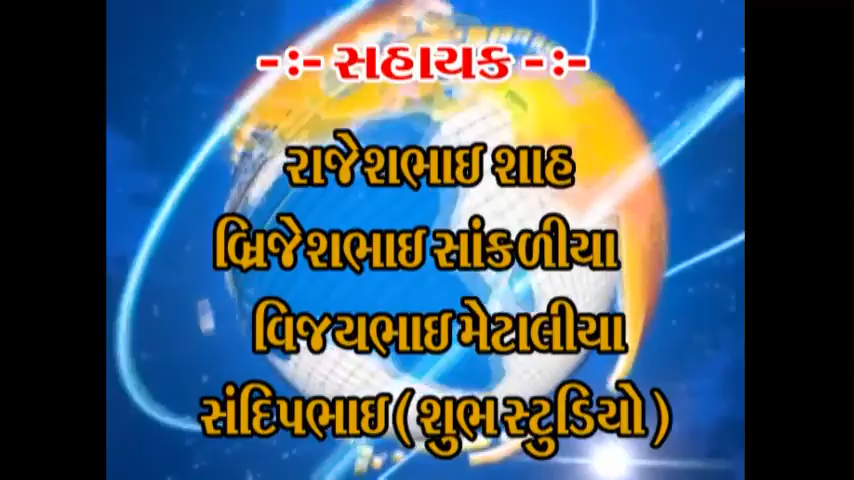 -:- સહાયક -:-
રાજેશભાઇ શાહ
બ્રિજેશભાઇ સાંકળીયા
વિજયભાઇ મેટાલીયા
સંદિપભાઇ ( શુભ સ્ટુડિયો )